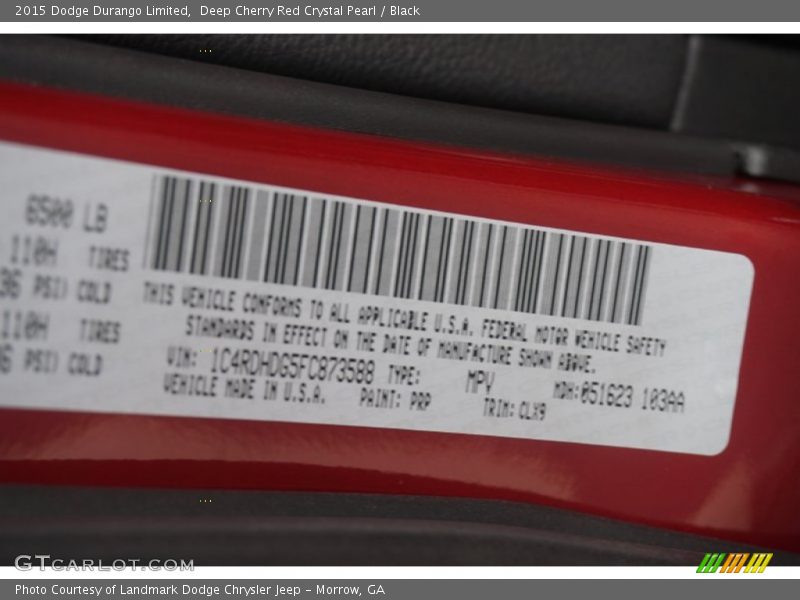 2015 Dodge Durango Limited, Deep Cherry Red Crystal Pearl / Black
6500 LB
110H TIRES
36 PSI) COLD
110H TIRES
36 PSI) COLD
THIS VEHICLE CONFORMS TO ALL APPLICABLE U.S.A. FEDERAL MOTOR VEHICLE SAFETY
STANDARDS IN EFFECT ON THE DATE OF MANUFACTURE SHOWN ABOVE.
VIN: 1C4RDHDG5FC873588 TYPE: MPV MDH:051623 103AA
VEHICLE MADE IN U.S.A. PAINT: PRP TRIM: CLX9
GTCARLOT.COM
Photo Courtesy of Landmark Dodge Chrysler Jeep – Morrow, GA